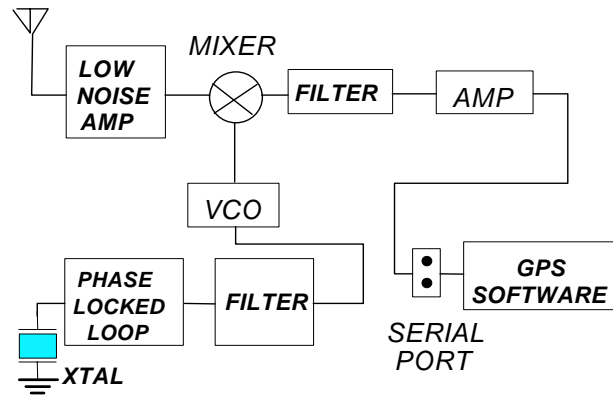 MIXER
LOW
NOISE
AMP
FILTER
AMP
VCO
PHASE
LOCKED
LOOP
FILTER
GPS
SOFTWARE
SERIAL
PORT
XTAL